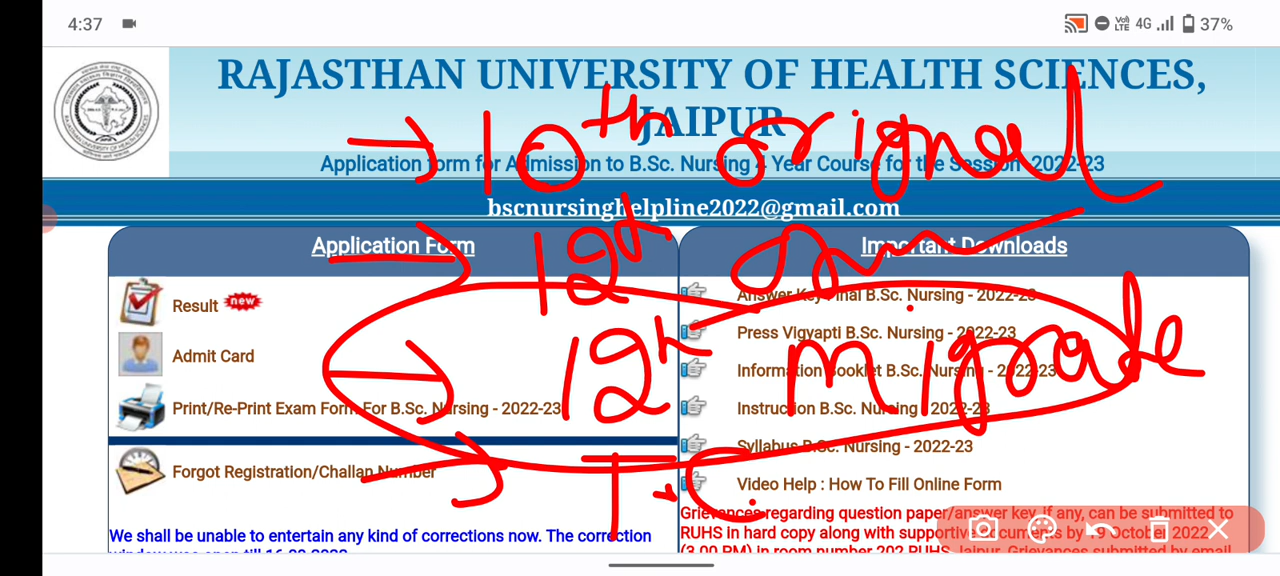 4:37
VoLTE 4G 37%
RAJASTHAN UNIVERSITY OF HEALTH SCIENCES,
JAIPUR
→ 10th orignal
Application form for Admission to B.Sc. Nursing 4 Year Course for the Session 2022-23
bscnursinghelpline2022@gmail.com
Application Form
Result new
Admit Card
Print/Re-Print Exam Form For B.Sc. Nursing - 2022-23
Forgot Registration/Challan Number
We shall be unable to entertain any kind of corrections now. The correction
window was open till
Important Downloads
Answer Key Final B.Sc. Nursing - 2022-23
Press Vigyapti B.Sc. Nursing - 2022-23
Information Booklet B.Sc. Nursing - 2022-23
Instruction B.Sc. Nursing - 2022-23
Syllabus B.Sc. Nursing - 2022-23
Video Help : How To Fill Online Form
Grievances regarding question paper/answer key, if any, can be submitted to
RUHS in hard copy along with supportive documents by 19 October 2022
(3.00 PM) in room number 202 RUHS, Jaipur. Grievances submitted by email
→ 12th
→ 12th migrate
→ T.C.